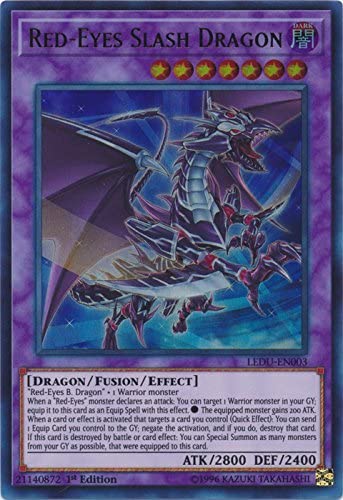 RED-EYES SLASH DRAGON
DARK
闇
LEDU-EN003
[DRAGON/FUSION/EFFECT]
"Red-Eyes B. Dragon" + 1 Warrior monster
When a "Red-Eyes" monster declares an attack: You can target 1 Warrior monster in your GY;
equip it to this card as an Equip Spell with this effect. ● The equipped monster gains 200 ATK.
When a card or effect is activated that targets a card you control (Quick Effect): You can send
1 Equip Card you control to the GY; negate the activation, and if you do, destroy that card.
If this card is destroyed by battle or card effect: You can Special Summon as many monsters
from your GY as possible, that were equipped to this card.
ATK/2800 DEF/2400
21140872 1st Edition
©1996 KAZUKI TAKAHASHI